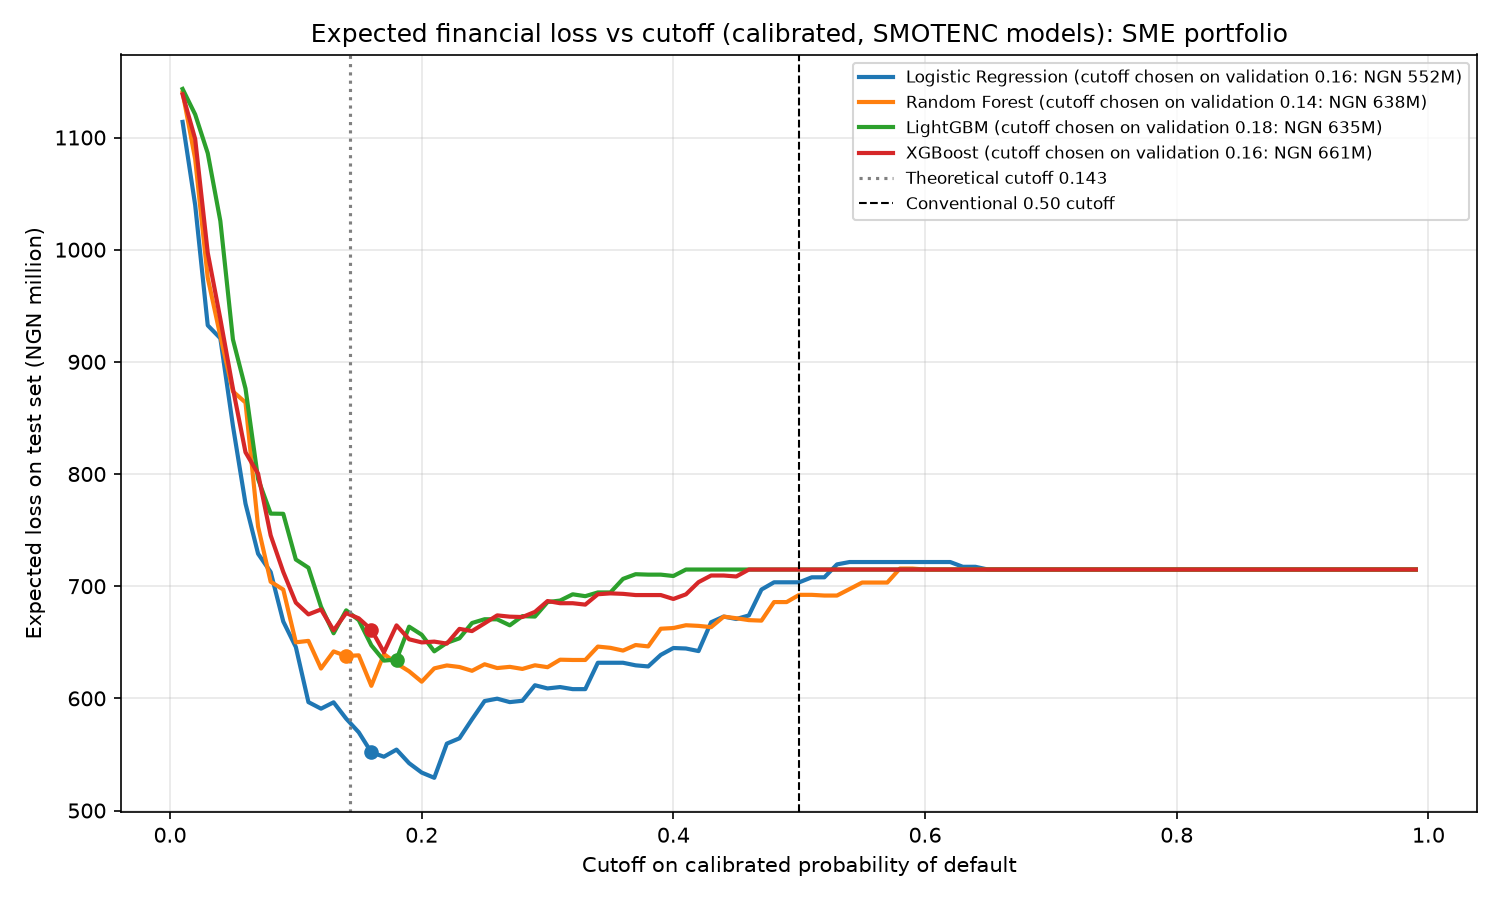 Expected financial loss vs cutoff (calibrated, SMOTENC models): SME portfolio
Logistic Regression (cutoff chosen on validation 0.16: NGN 552M)
Random Forest (cutoff chosen on validation 0.14: NGN 638M)
LightGBM (cutoff chosen on validation 0.18: NGN 635M)
XGBoost (cutoff chosen on validation 0.16: NGN 661M)
Theoretical cutoff 0.143
Conventional 0.50 cutoff
Expected loss on test set (NGN million)
1100
1000
900
800
700
600
500
0.0 0.2 0.4 0.6 0.8 1.0
Cutoff on calibrated probability of default